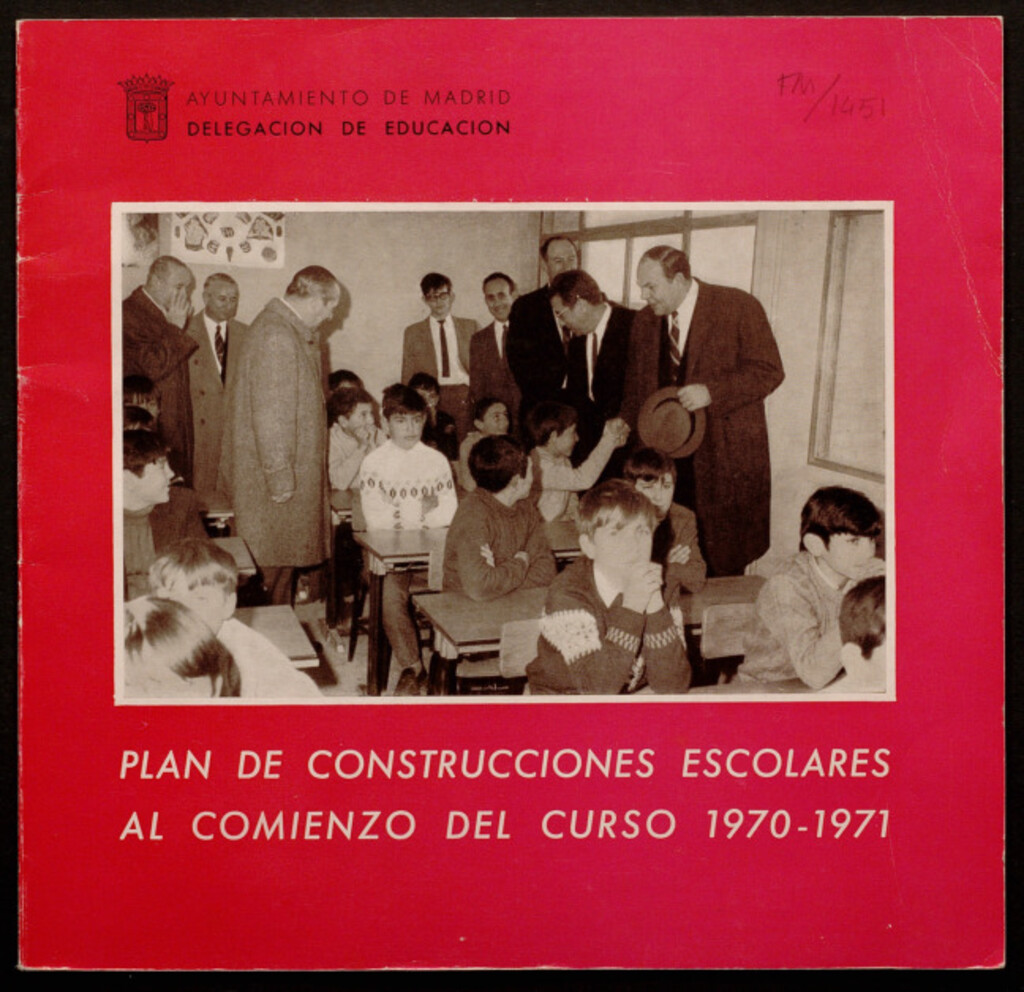 AYUNTAMIENTO DE MADRID
DELEGACION DE EDUCACION
FM/1451
PLAN DE CONSTRUCCIONES ESCOLARES
AL COMIENZO DEL CURSO 1970-1971